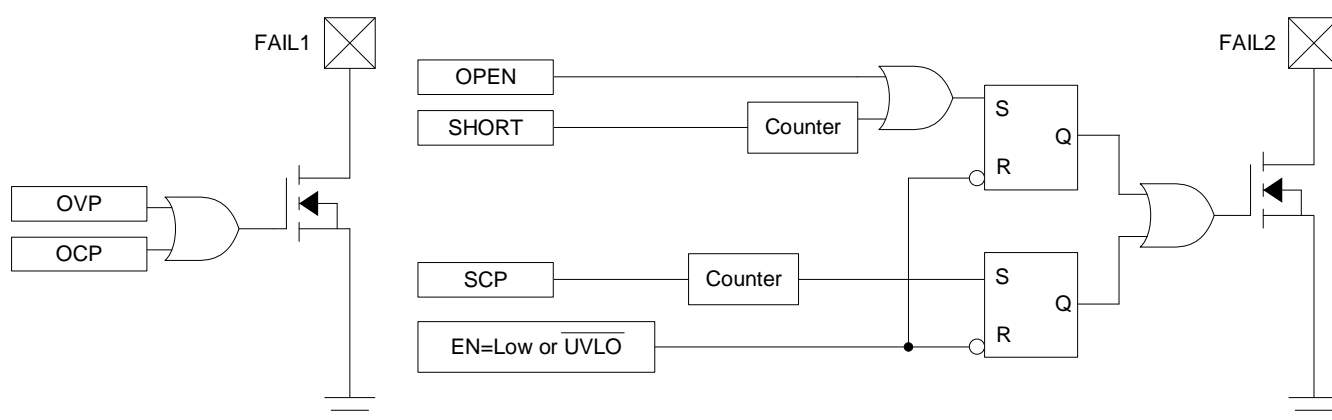 FAIL1
FAIL2
OPEN
SHORT
Counter
S
Q
R
OVP
OCP
SCP
Counter
S
Q
R
EN=Low or UVLO